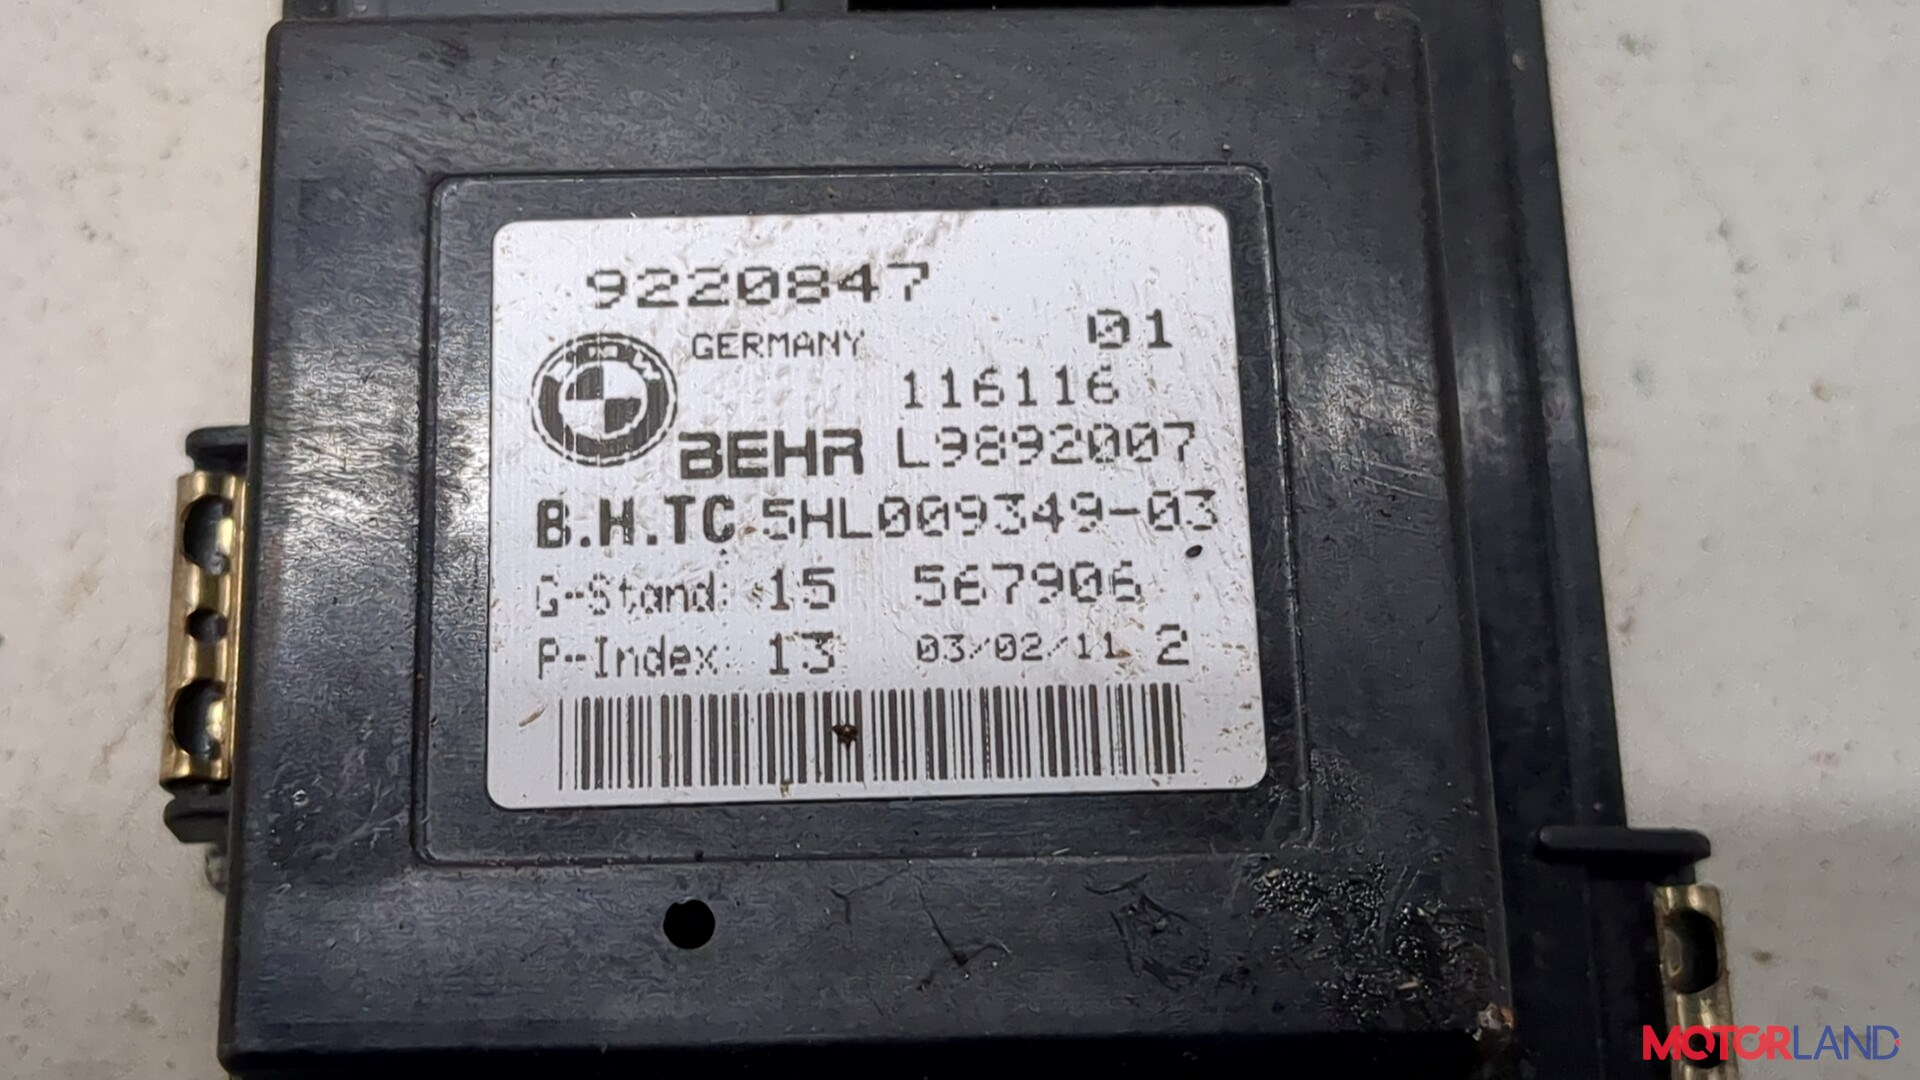 9220847
GERMANY 01
116116
BEHR L9892007
B.H.TC 5HL009349-03
G-Stand: 15 567906
P-Index: 13 03/02/11 2
MOTORLAND